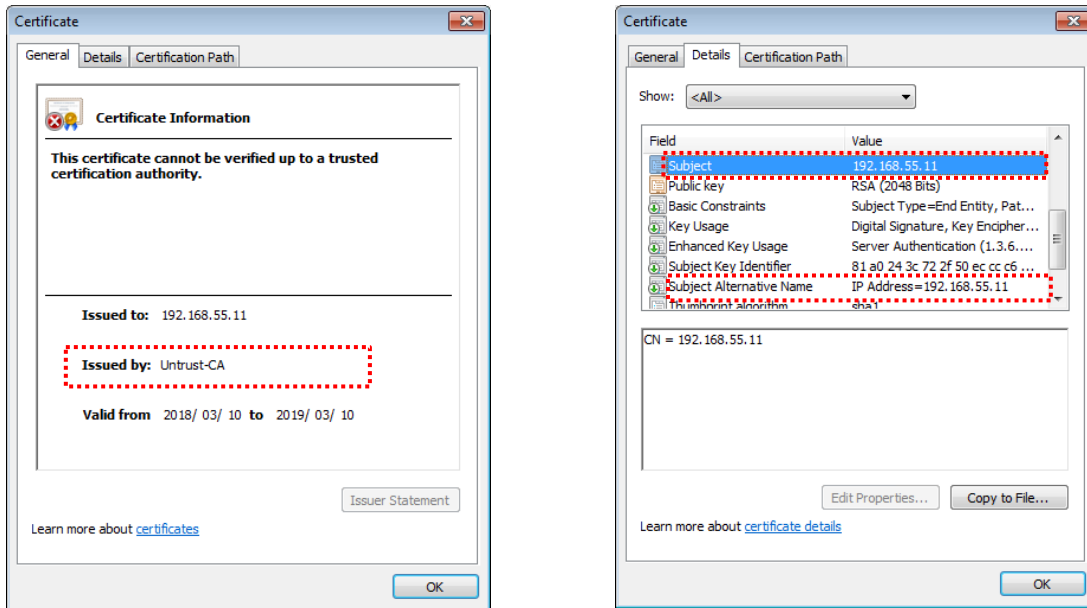 Certificate
General Details Certification Path
Certificate Information
This certificate cannot be verified up to a trusted
certification authority.
Issued to: 192.168.55.11
Issued by: Untrust-CA
Valid from 2018/ 03/ 10 to 2019/ 03/ 10
Issuer Statement
Learn more about certificates
OK
Certificate
General Details Certification Path
Show: <All>
Field Value
Subject 192.168.55.11
Public key RSA (2048 Bits)
Basic Constraints Subject Type=End Entity, Pat...
Key Usage Digital Signature, Key Encipher...
Enhanced Key Usage Server Authentication (1.3.6....
Subject Key Identifier 81 a0 24 3c 72 2f 50 ec cc c6 ...
Subject Alternative Name IP Address=192.168.55.11
Thumbprint algorithm sha1
CN = 192.168.55.11
Edit Properties... Copy to File...
Learn more about certificate details
OK